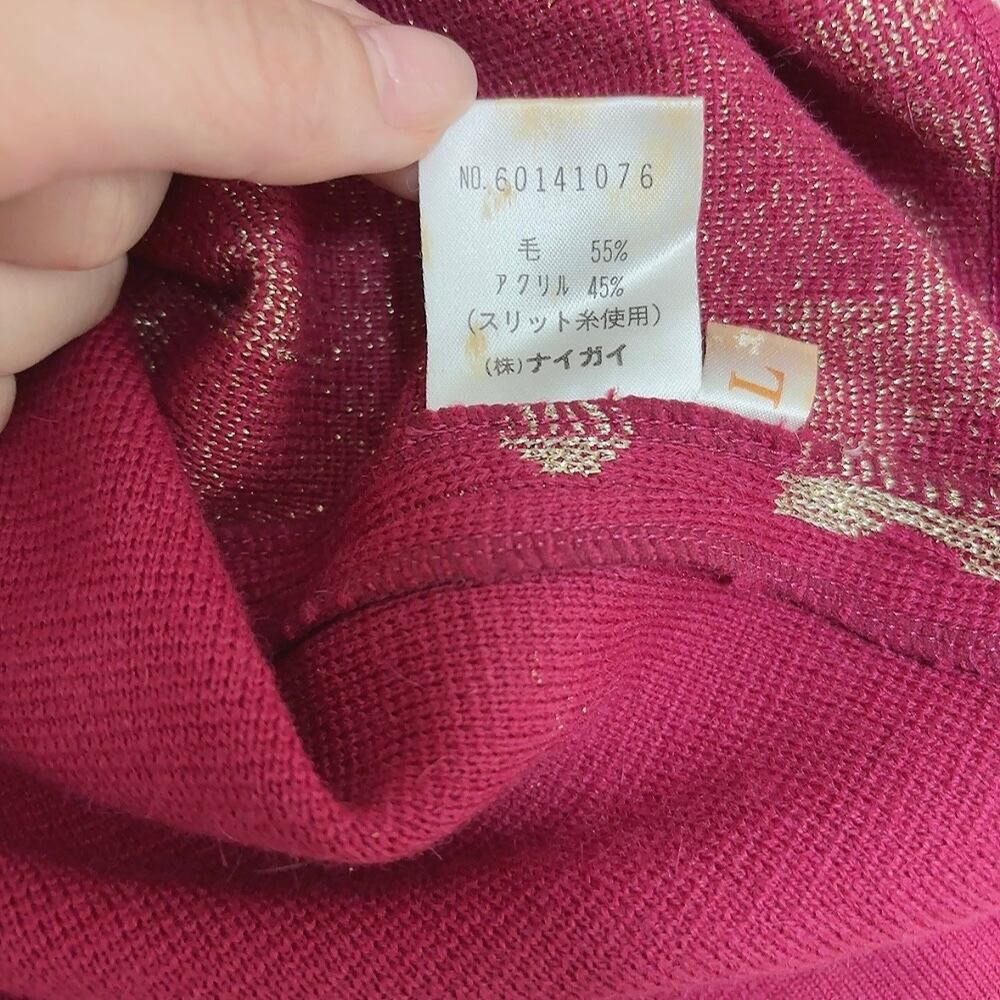 NO.60141076
毛 55%
アクリル 45%
(スリット糸使用)
(株)ナイガイ
L